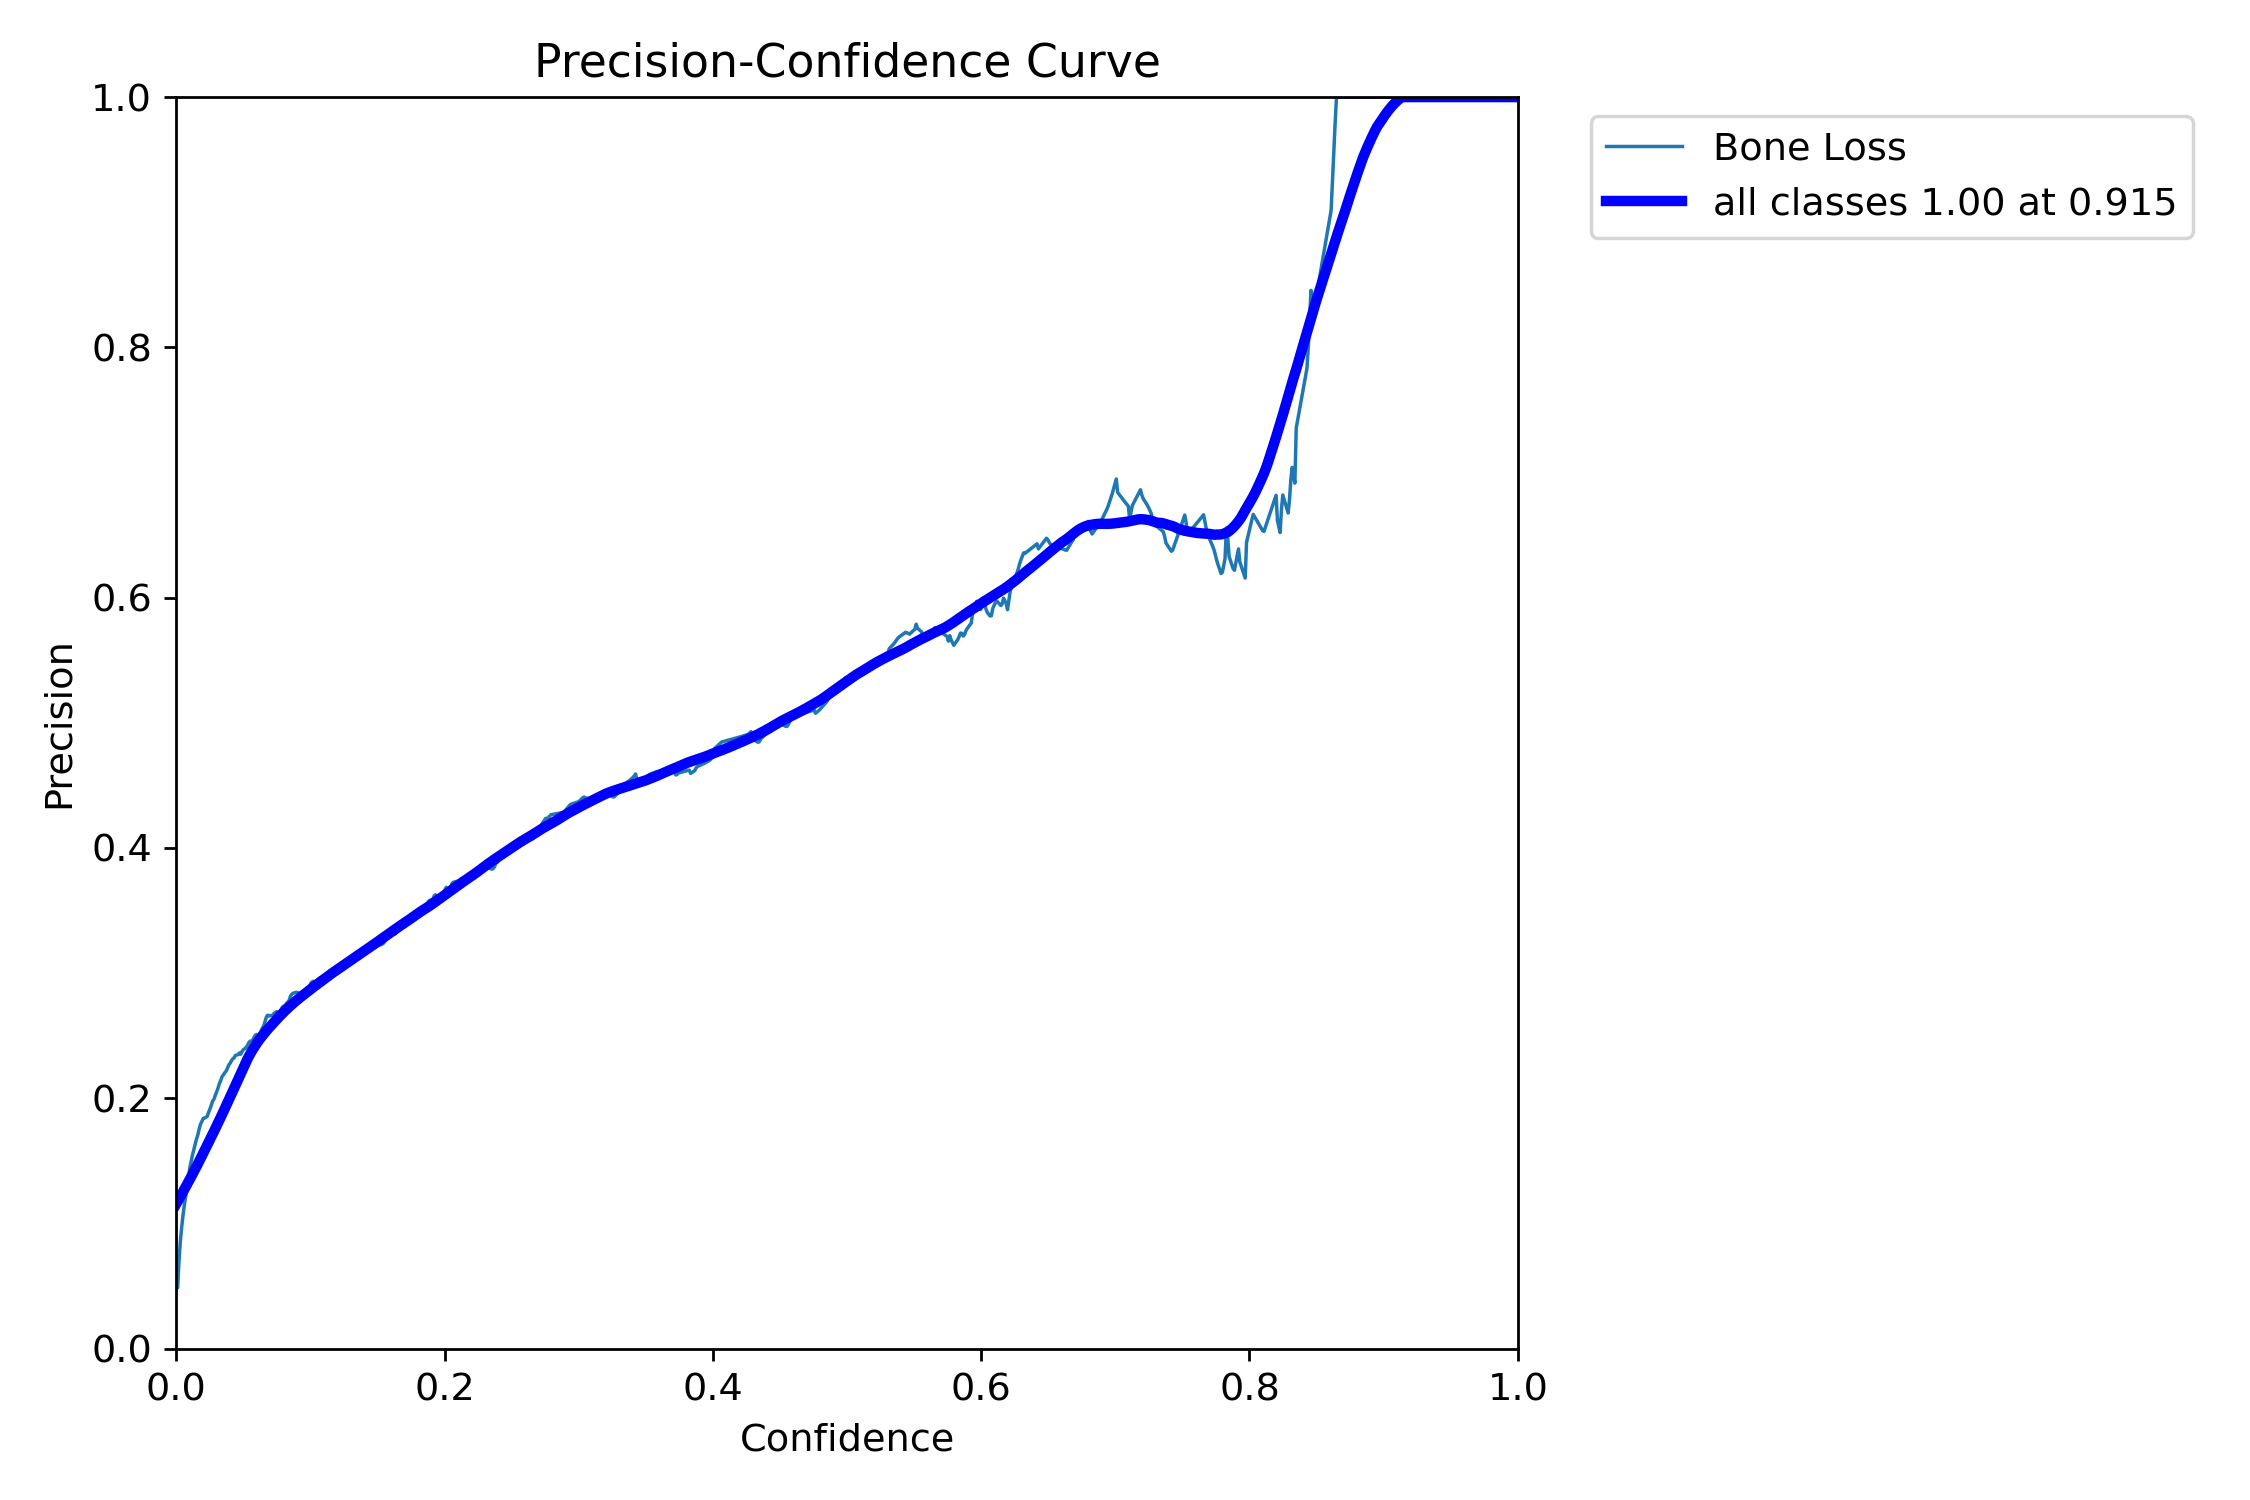 Precision-Confidence Curve
1.0
0.8
0.6
0.4
0.2
0.0
Precision
0.0 0.2 0.4 0.6 0.8 1.0
Confidence
Bone Loss
all classes 1.00 at 0.915